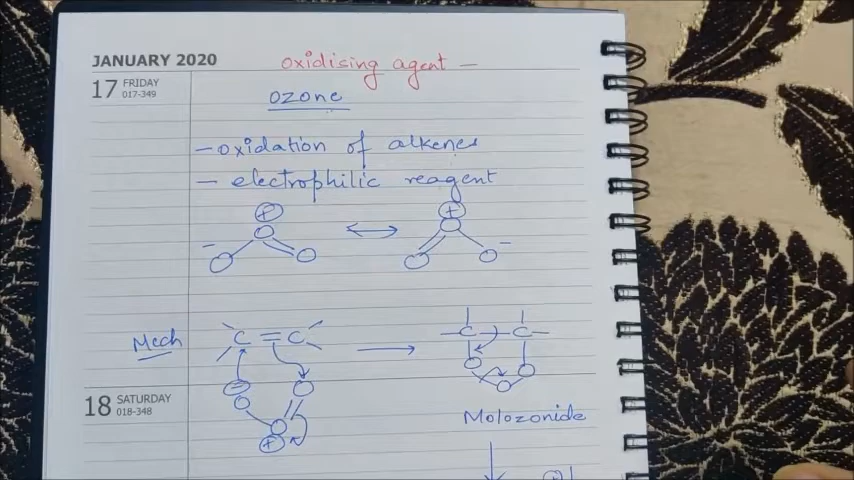 JANUARY 2020
oxidising agent –
17 FRIDAY
017-349
ozone
– oxidation of alkenes
– electrophilic reagent
⊕ ⊕
– O O O ⟷ O O O –
Mech
C = C ⟶ – C – C –
O O O
⊖ O O O ⊕
18 SATURDAY
018-348
Molozonide
⊕